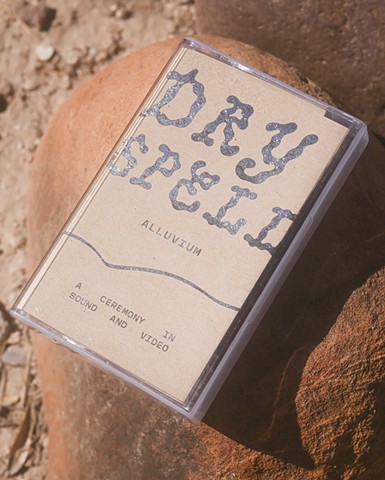 DRY
SPELL
ALLUVIUM
A CEREMONY IN
SOUND AND VIDEO